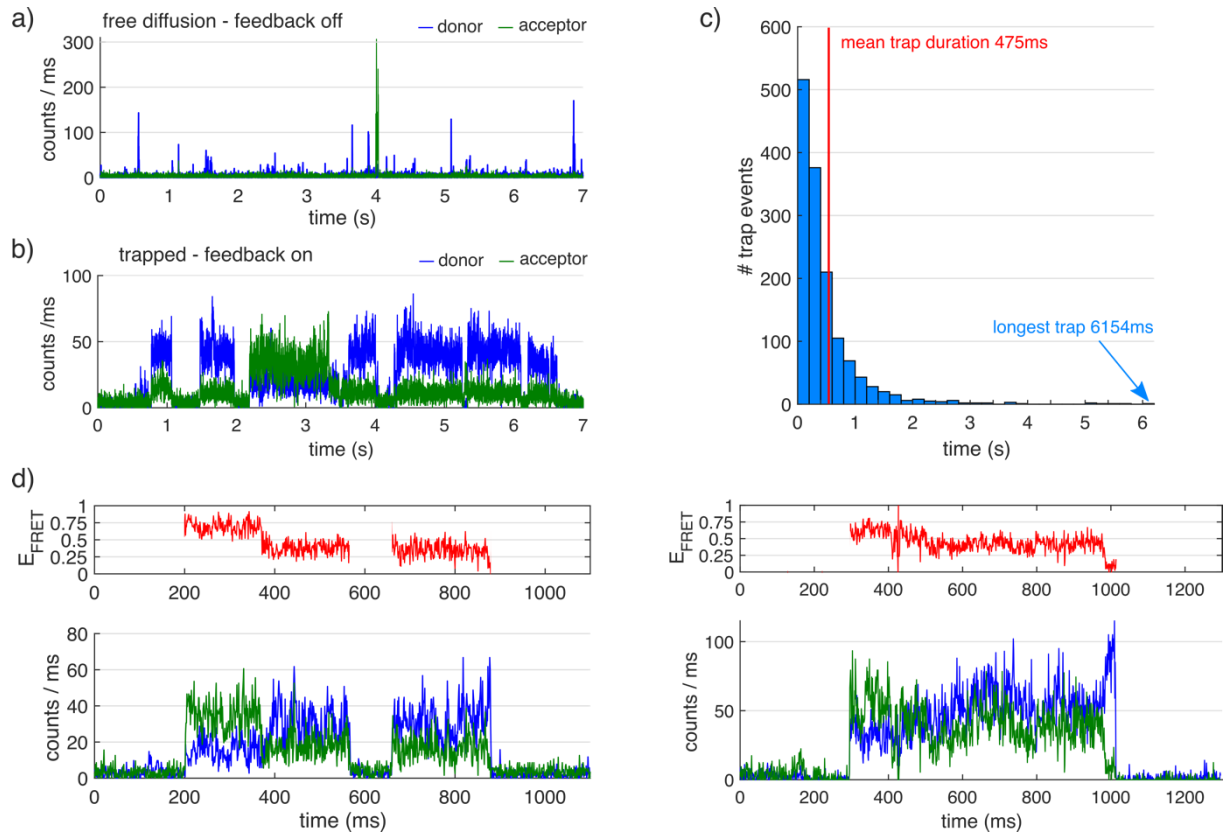 a)
free diffusion - feedback off
donor
acceptor
300
200
100
0
counts / ms
0 1 2 3 4 5 6 7
time (s)
b)
trapped - feedback on
donor
acceptor
100
50
0
counts /ms
0 1 2 3 4 5 6 7
time (s)
c)
600
500
400
300
200
100
0
# trap events
mean trap duration 475ms
longest trap 6154ms
0 1 2 3 4 5 6
time (s)
d)
1
0.75
0.5
0.25
0
EFRET
0 200 400 600 800 1000
80
60
40
20
0
counts / ms
0 200 400 600 800 1000
time (ms)
1
0.75
0.5
0.25
0
EFRET
0 200 400 600 800 1000 1200
100
50
0
counts / ms
0 200 400 600 800 1000 1200
time (ms)